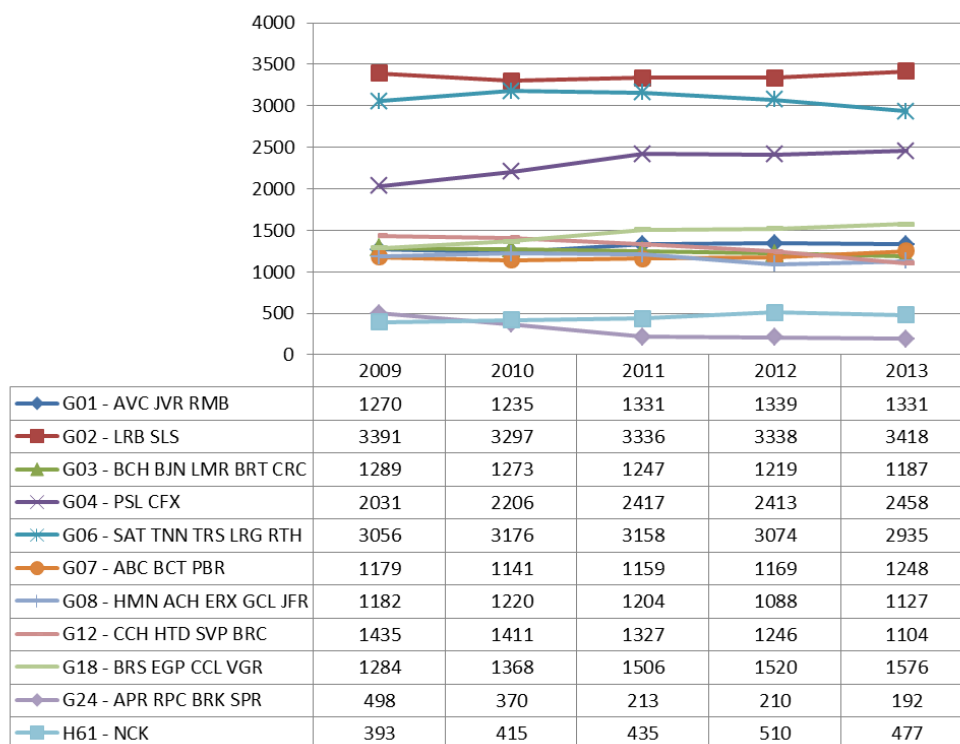 4000
3500
3000
2500
2000
1500
1000
500
0
2009 2010 2011 2012 2013
G01 - AVC JVR RMB 1270 1235 1331 1339 1331
G02 - LRB SLS 3391 3297 3336 3338 3418
G03 - BCH BJN LMR BRT CRC 1289 1273 1247 1219 1187
G04 - PSL CFX 2031 2206 2417 2413 2458
G06 - SAT TNN TRS LRG RTH 3056 3176 3158 3074 2935
G07 - ABC BCT PBR 1179 1141 1159 1169 1248
G08 - HMN ACH ERX GCL JFR 1182 1220 1204 1088 1127
G12 - CCH HTD SVP BRC 1435 1411 1327 1246 1104
G18 - BRS EGP CCL VGR 1284 1368 1506 1520 1576
G24 - APR RPC BRK SPR 498 370 213 210 192
H61 - NCK 393 415 435 510 477